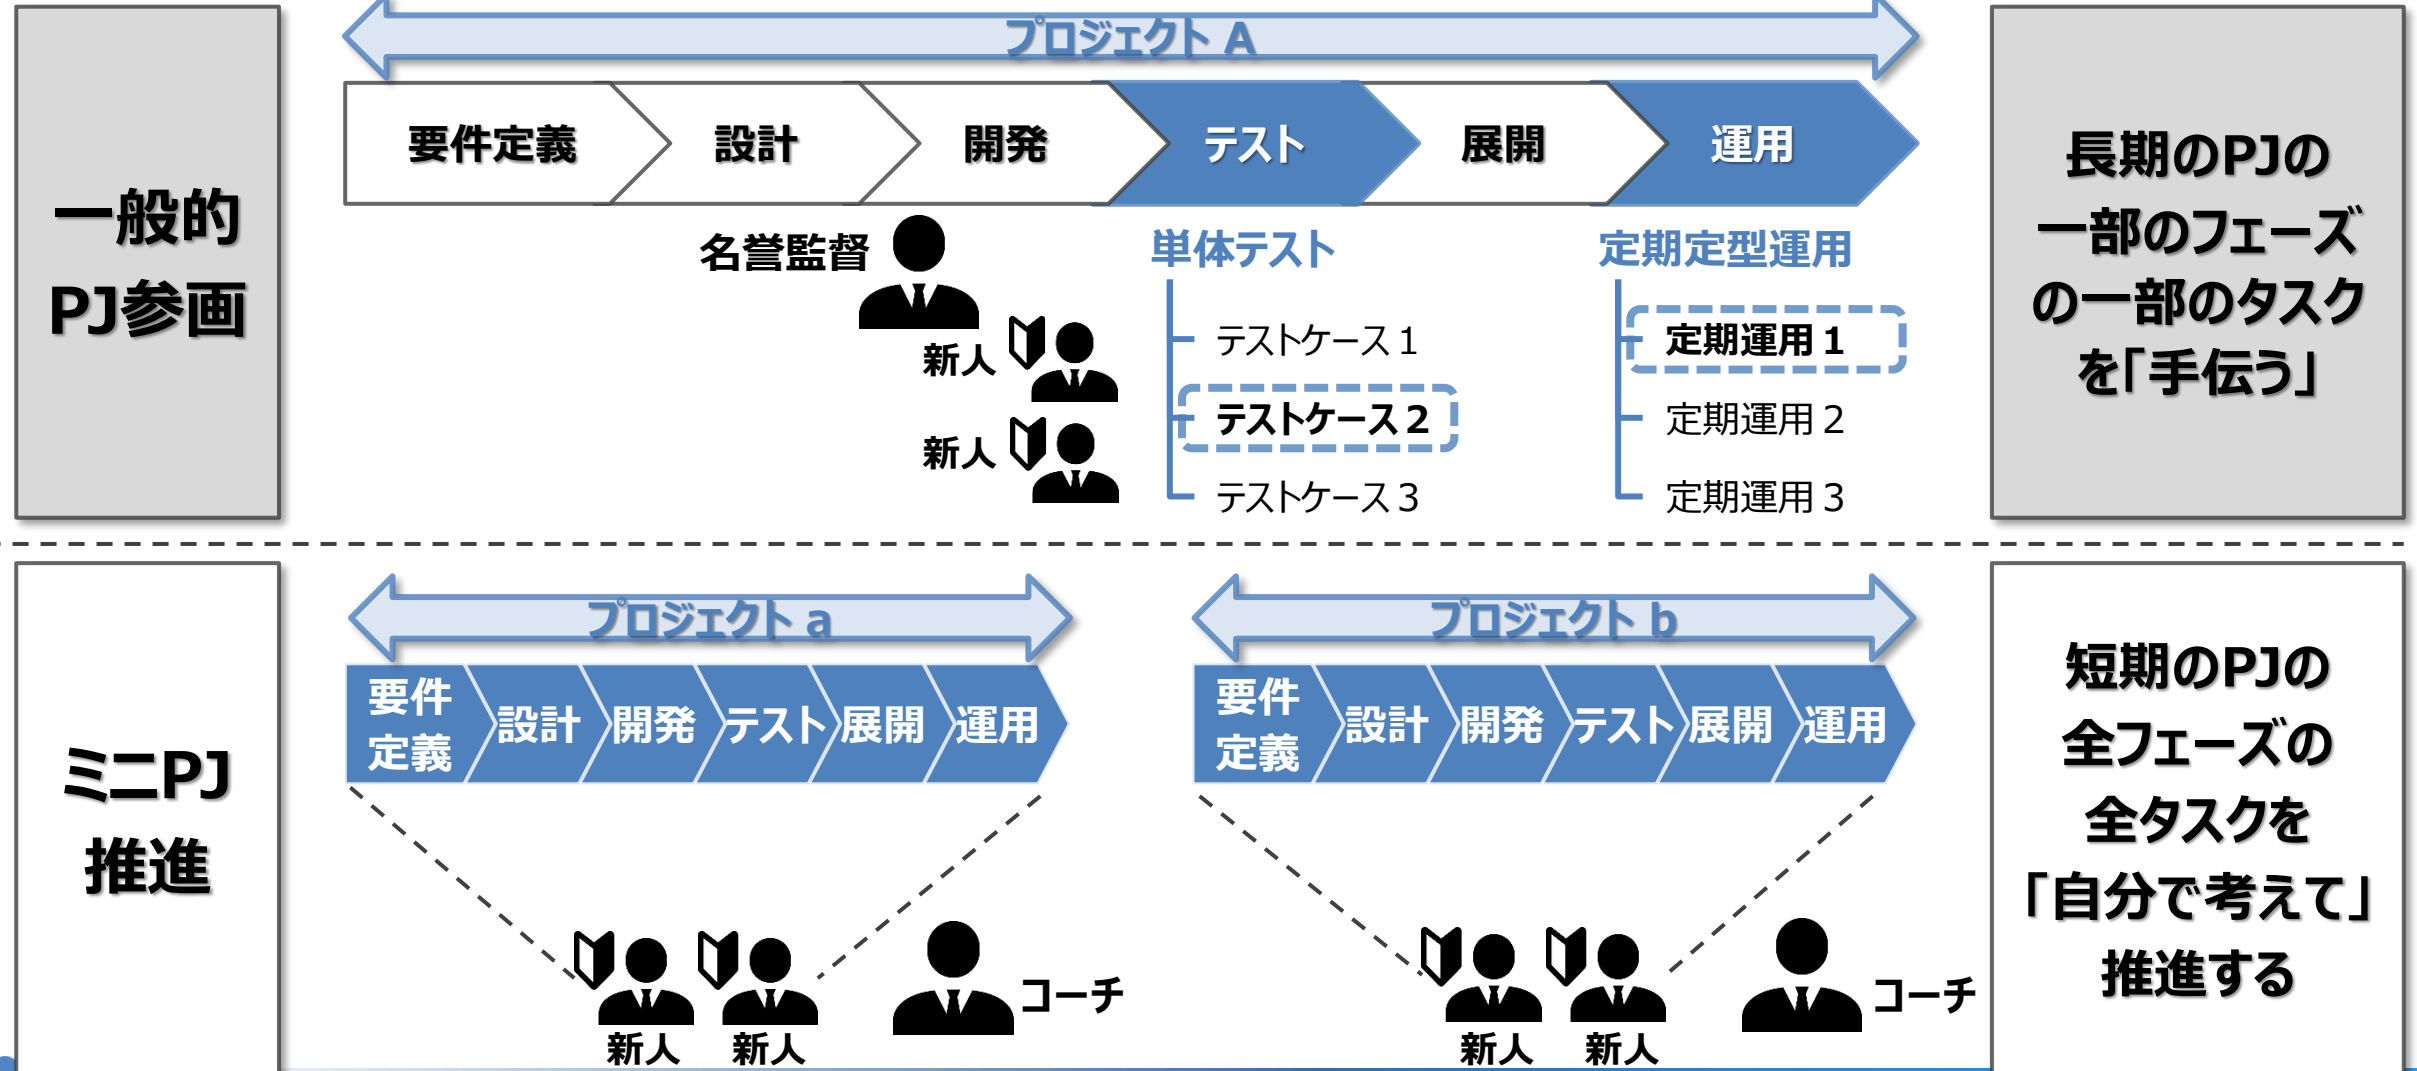 一般的
PJ参画
プロジェクト A
要件定義
設計
開発
テスト
展開
運用
名誉監督
新人
新人
単体テスト
テストケース1
テストケース2
テストケース3
定期定型運用
定期運用1
定期運用2
定期運用3
長期のPJの
一部のフェーズ
の一部のタスク
を「手伝う」
ミニPJ
推進
プロジェクト a
要件
定義
設計
開発
テスト
展開
運用
新人
新人
コーチ
プロジェクト b
要件
定義
設計
開発
テスト
展開
運用
新人
新人
コーチ
短期のPJの
全フェーズの
全タスクを
「自分で考えて」
推進する